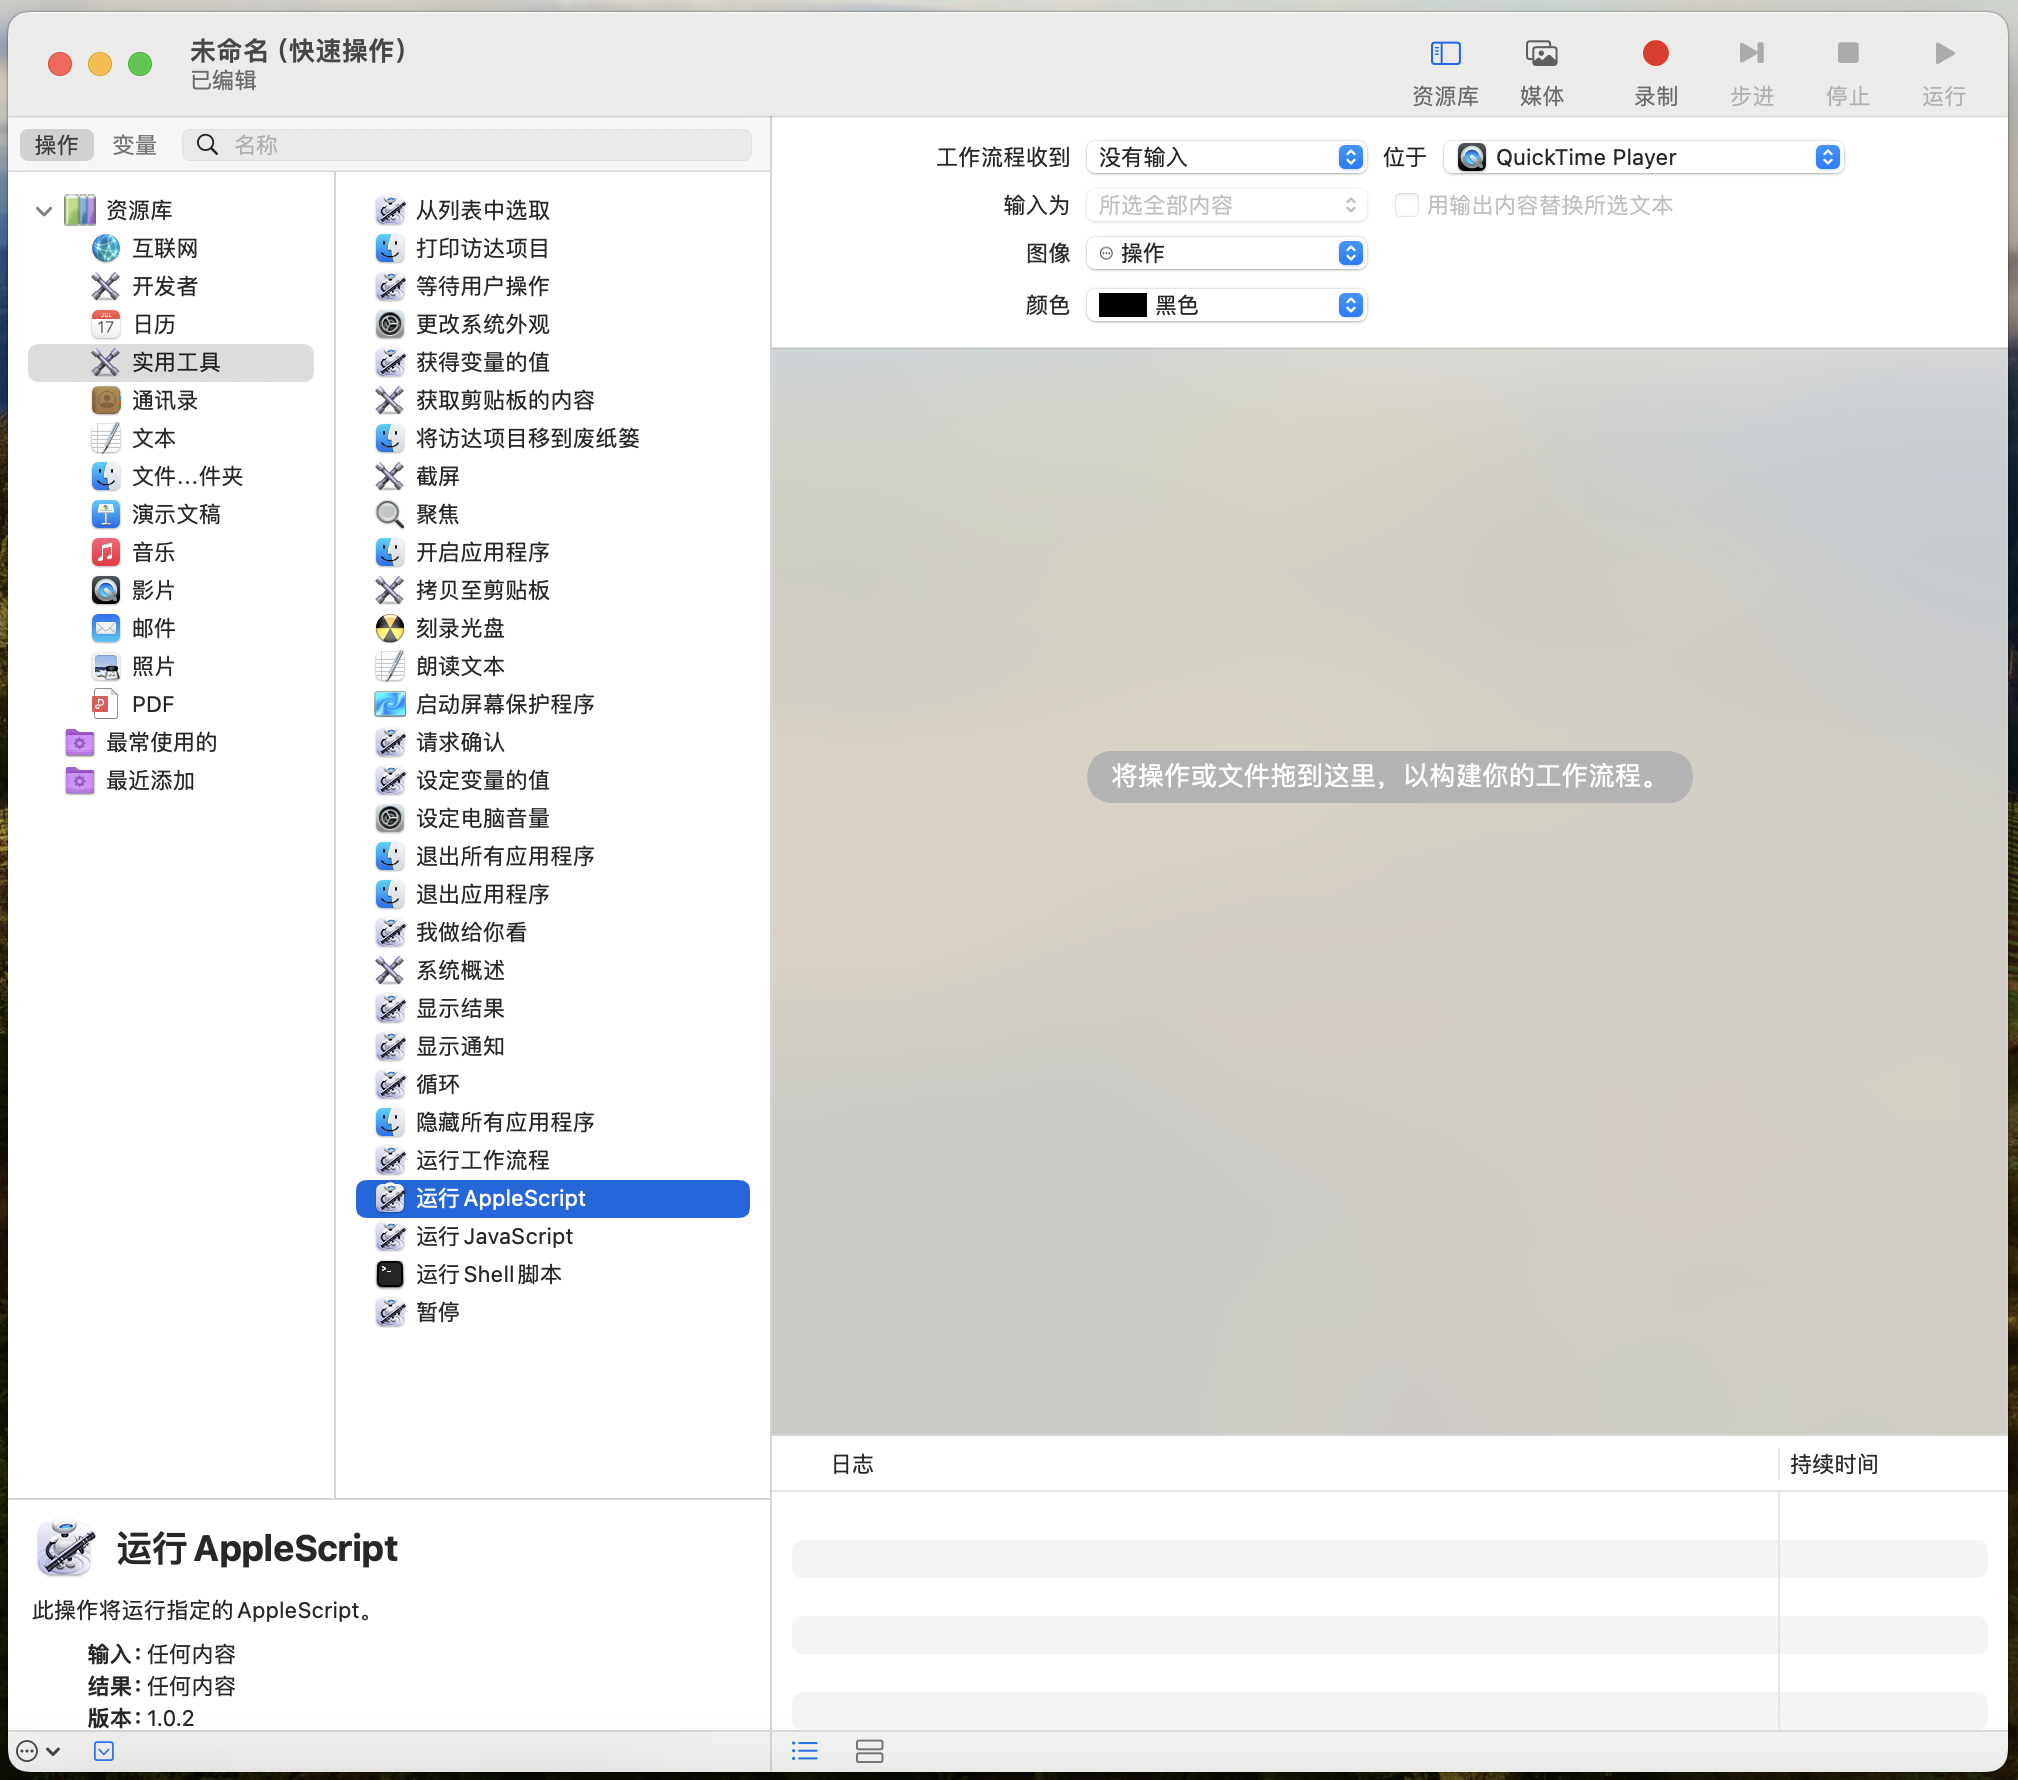 未命名（快速操作）
已编辑
资源库
媒体
录制
步进
停止
运行
操作
变量
名称
资源库
互联网
开发者
JUL
17
日历
实用工具
通讯录
文本
文件...件夹
演示文稿
音乐
影片
邮件
照片
PDF
最常使用的
最近添加
从列表中选取
打印访达项目
等待用户操作
更改系统外观
获得变量的值
获取剪贴板的内容
将访达项目移到废纸篓
截屏
聚焦
开启应用程序
拷贝至剪贴板
刻录光盘
朗读文本
启动屏幕保护程序
请求确认
设定变量的值
设定电脑音量
退出所有应用程序
退出应用程序
我做给你看
系统概述
显示结果
显示通知
循环
隐藏所有应用程序
运行工作流程
运行 AppleScript
运行 JavaScript
运行 Shell 脚本
暂停
工作流程收到 没有输入 位于 QuickTime Player
输入为 所选全部内容 用输出内容替换所选文本
图像 操作
颜色 黑色
将操作或文件拖到这里，以构建你的工作流程。
日志 持续时间
运行 AppleScript
此操作将运行指定的 AppleScript。
输入：任何内容
结果：任何内容
版本：1.0.2